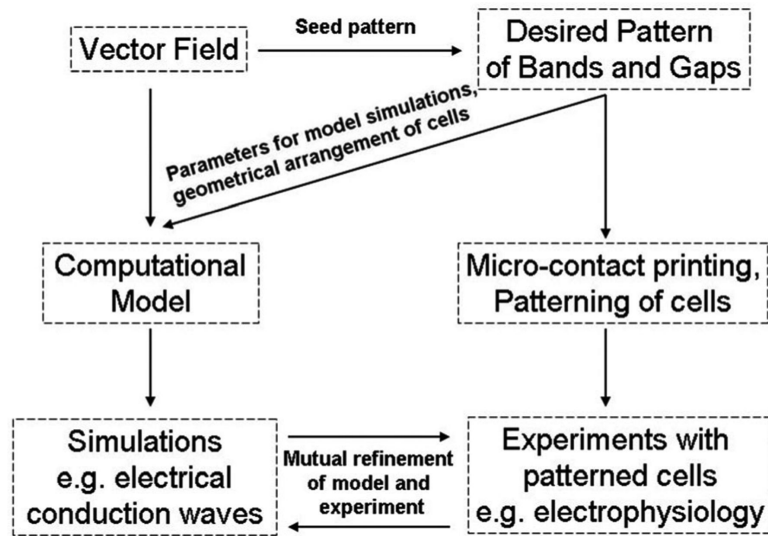 Vector Field
Seed pattern
Desired Pattern
of Bands and Gaps
Parameters for model simulations,
geometrical arrangement of cells
Computational
Model
Micro-contact printing,
Patterning of cells
Simulations
e.g. electrical
conduction waves
Mutual refinement
of model and
experiment
Experiments with
patterned cells
e.g. electrophysiology